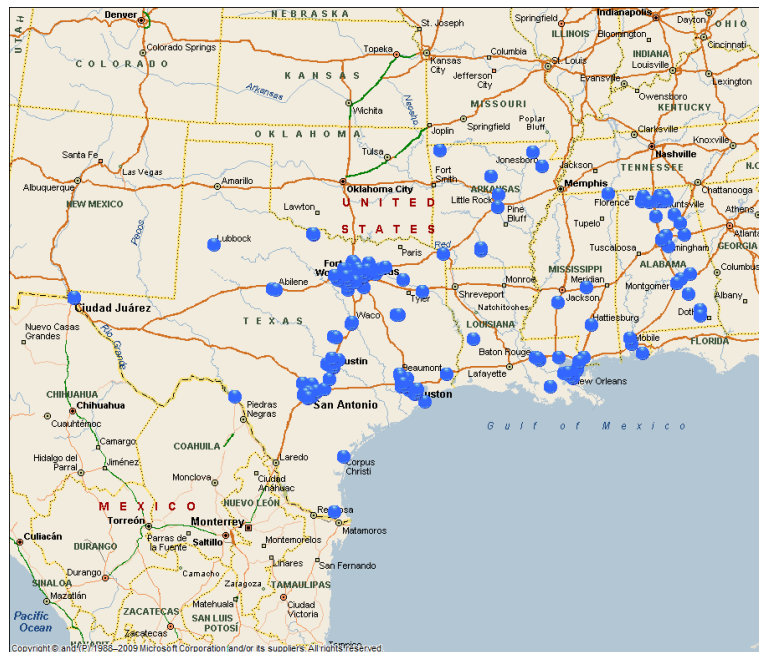 NEBRASKA
Denver
St. Joseph
Springfield
Indianapolis
Dayton
OHIO
UTAH
ILLINOIS
Bloomington
Cincinnati
Colorado Springs
Topeka
Kansas
City
Columbia
INDIANA
COLORADO
KANSAS
Jefferson
City
St. Louis
Louisville
Evansville
Lexington
Arkansas
Wichita
Neosho
MISSOURI
Owensboro
KENTUCKY
OKLAHOMA
Joplin
Springfield
Poplar
Bluff
Clarksville
Knoxville
Santa Fe
Las Vegas
Tulsa
Jonesboro
Jackson
Nashville
TENNESSEE
N.C
Albuquerque
Amarillo
Oklahoma City
Fort
Smith
ARKANSAS
Memphis
Chattanooga
NEW MEXICO
Pecos
Lawton
UNITED
Little Rock
Pine
Bluff
Florence
Huntsville
Tupelo
Athens
STATES
Lubbock
Paris
Red
Tuscaloosa
Birmingham
Atlanta
GEORGIA
Fort
Abilene
Tyler
Shreveport
Monroe
MISSISSIPPI
Meridian
ALABAMA
Montgomery
Columbus
Ciudad Juárez
Jackson
Albany
Natchitoches
Nuevo Casas
Grandes
Rio Grande
TEXAS
Waco
LOUISIANA
Hattiesburg
Mobile
FLORIDA
Austin
Beaumont
Baton Rouge
Lafayette
New Orleans
CHIHUAHUA
Chihuahua
Piedras
Negras
San Antonio
Houston
Cuauhtémoc
Camargo
COAHUILA
Gulf of Mexico
Hidalgo del
Parral
Jiménez
Monclova
Laredo
Ciudad
Anáhuac
Corpus
Christi
NUEVO LEÓN
MEXICO
Torreón
Parras de
la Fuente
Monterrey
Reynosa
Matamoros
Culiacán
DURANGO
Saltillo
Montemorelos
Durango
Camacho
Linares
San Fernando
SINALOA
Zaragoza
TAMAULIPAS
Mazatlán
Matehuala
Ciudad
Victoria
Pacific
Ocean
ZACATECAS
Zacatecas
SAN LUIS
POTOSÍ
Copyright © and (P) 1988–2009 Microsoft Corporation and/or its suppliers. All rights reserved.